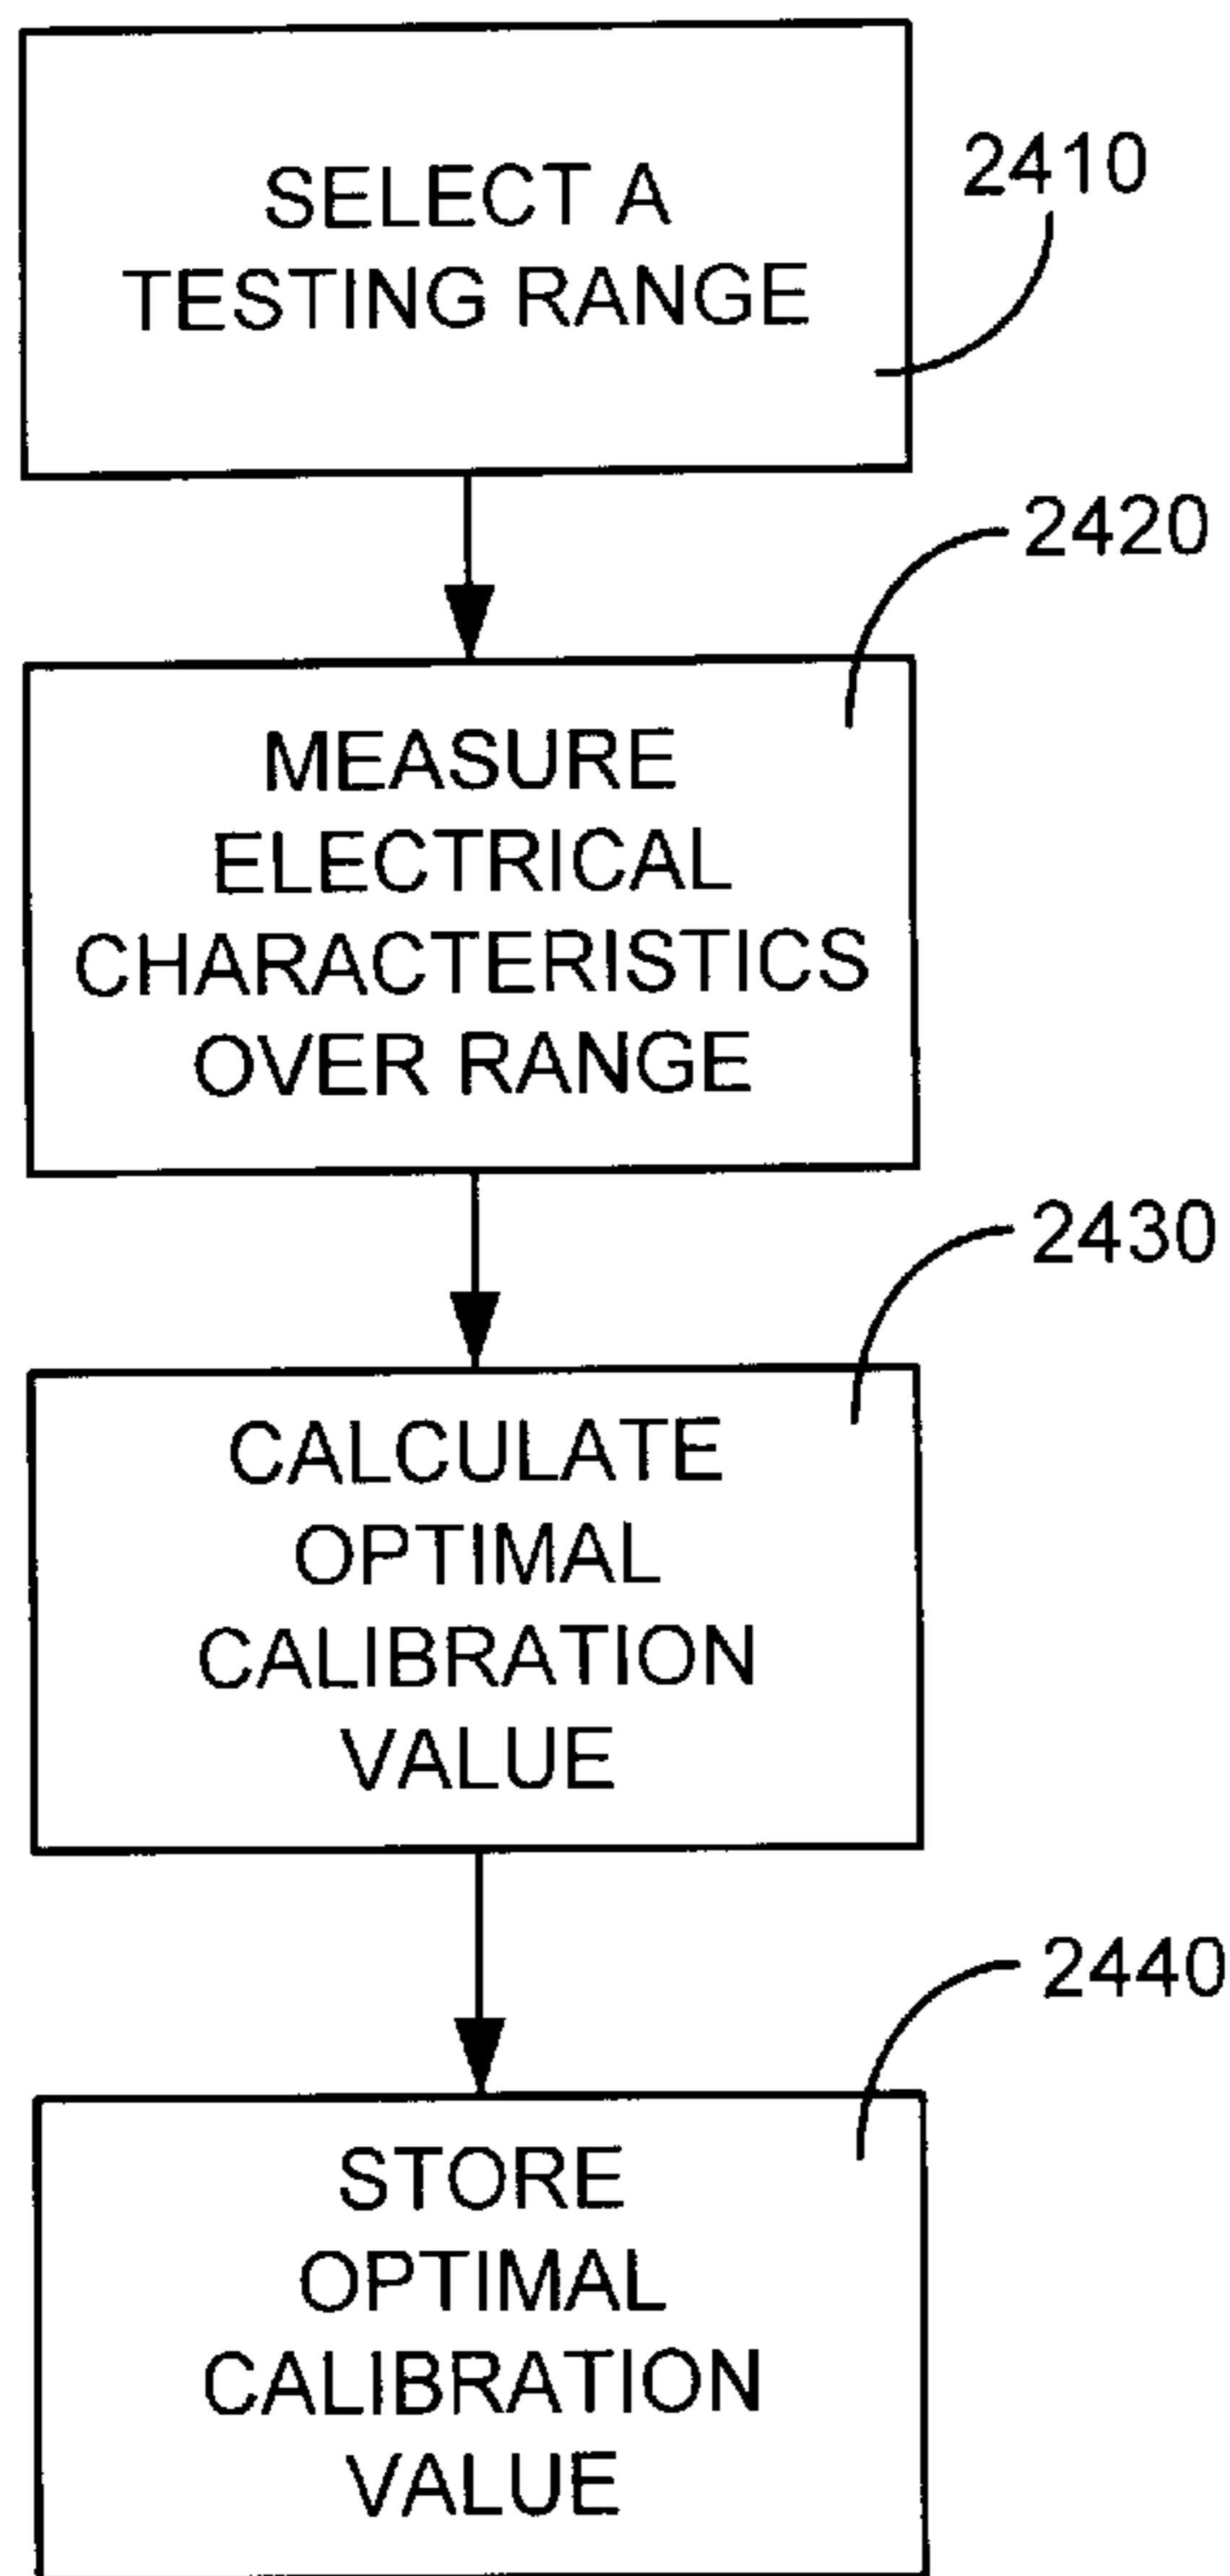 SELECT A
TESTING RANGE
2410
2420
MEASURE
ELECTRICAL
CHARACTERISTICS
OVER RANGE
2430
CALCULATE
OPTIMAL
CALIBRATION
VALUE
2440
STORE
OPTIMAL
CALIBRATION
VALUE